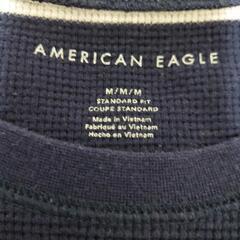 AMERICAN EAGLE
M/M/M
STANDARD FIT
COUPE STANDARD
Made in Vietnam
Fabriqué au Vietnam
Hecho en Vietnam